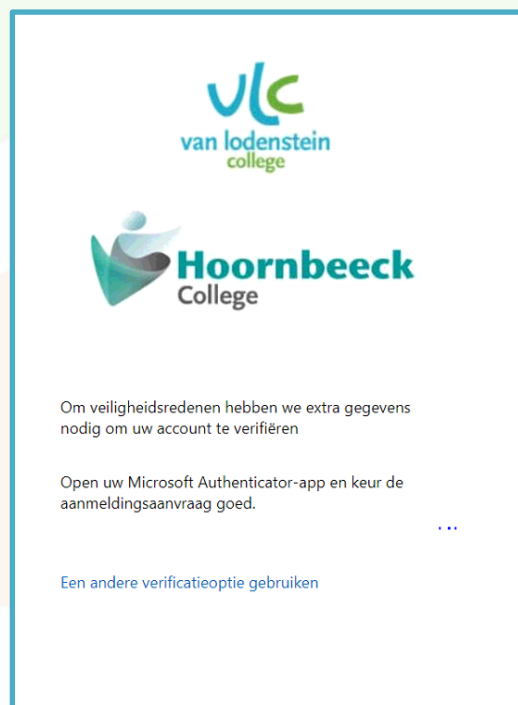 vlc
van lodenstein
college
Hoornbeeck
College
Om veiligheidsredenen hebben we extra gegevens
nodig om uw account te verifiëren
Open uw Microsoft Authenticator-app en keur de
aanmeldingsaanvraag goed.
Een andere verificatieoptie gebruiken